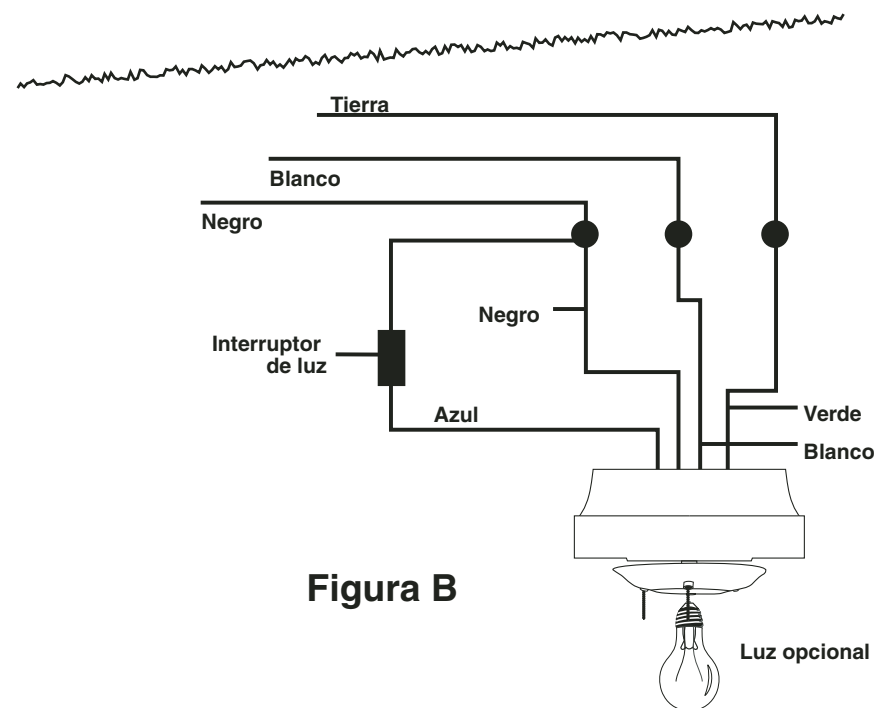 Tierra
Blanco
Negro
Negro
Interruptor
de luz
Azul
Verde
Blanco
Figura B
Luz opcional